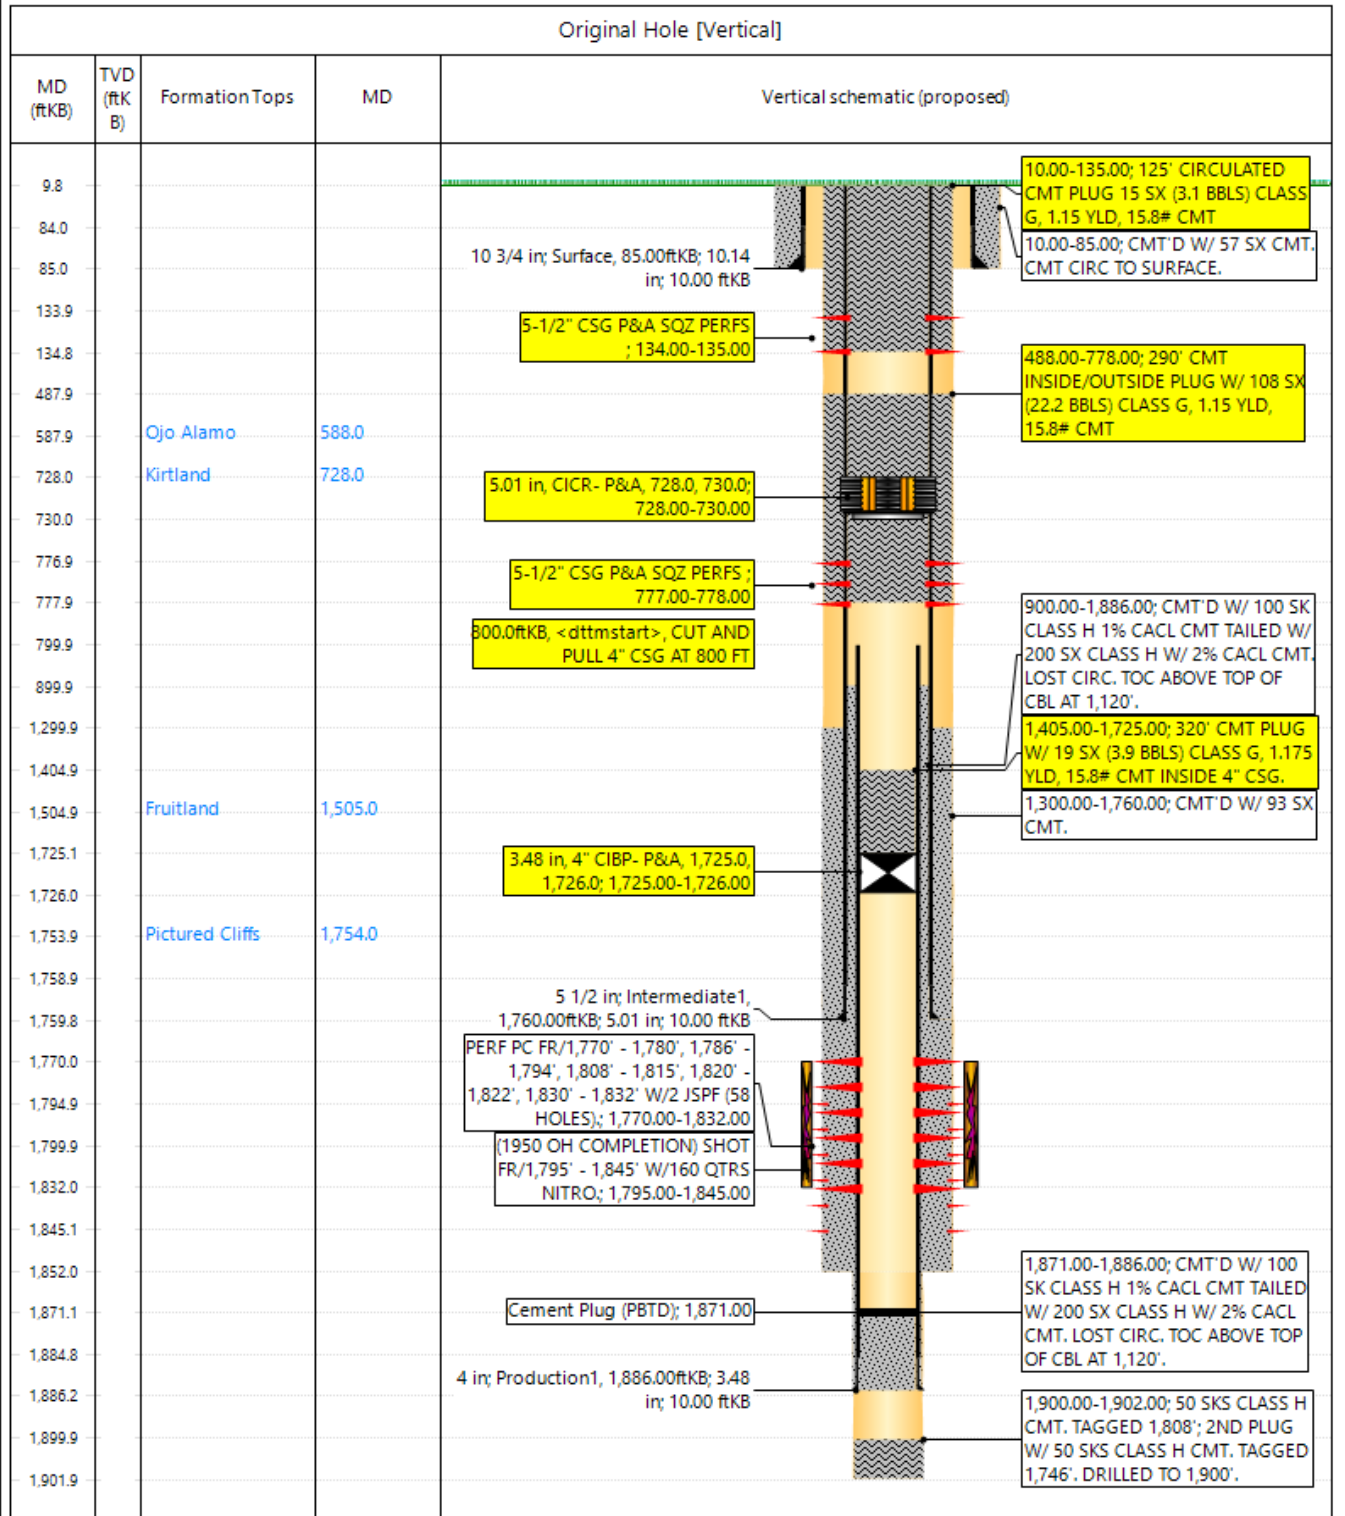 Original Hole [Vertical]
MD
(ftKB)
TVD
(ftK
B)
Formation Tops
MD
Vertical schematic (proposed)
9.8
84.0
85.0
133.9
134.8
487.9
587.9
728.0
730.0
776.9
777.9
799.9
899.9
1,299.9
1,404.9
1,504.9
1,725.1
1,726.0
1,753.9
1,758.9
1,759.8
1,770.0
1,794.9
1,799.9
1,832.0
1,845.1
1,852.0
1,871.1
1,884.8
1,886.2
1,899.9
1,901.9
Ojo Alamo
588.0
Kirtland
728.0
Fruitland
1,505.0
Pictured Cliffs
1,754.0
10 3/4 in; Surface, 85.00ftKB; 10.14
in; 10.00 ftKB
5-1/2" CSG P&A SQZ PERFS
; 134.00-135.00
5.01 in, CICR- P&A, 728.0, 730.0;
728.00-730.00
5-1/2" CSG P&A SQZ PERFS ;
777.00-778.00
800.0ftKB, <dttmstart>, CUT AND
PULL 4" CSG AT 800 FT
3.48 in, 4" CIBP- P&A, 1,725.0,
1,726.0; 1,725.00-1,726.00
5 1/2 in; Intermediate1,
1,760.00ftKB; 5.01 in; 10.00 ftKB
PERF PC FR/1,770' - 1,780', 1,786' -
1,794', 1,808' - 1,815', 1,820' -
1,822', 1,830' - 1,832' W/2 JSPF (58
HOLES).; 1,770.00-1,832.00
(1950 OH COMPLETION) SHOT
FR/1,795' - 1,845' W/160 QTRS
NITRO.; 1,795.00-1,845.00
Cement Plug (PBTD); 1,871.00
4 in; Production1, 1,886.00ftKB; 3.48
in; 10.00 ftKB
10.00-135.00; 125' CIRCULATED
CMT PLUG 15 SX (3.1 BBLS) CLASS
G, 1.15 YLD, 15.8# CMT
10.00-85.00; CMT'D W/ 57 SX CMT.
CMT CIRC TO SURFACE.
488.00-778.00; 290' CMT
INSIDE/OUTSIDE PLUG W/ 108 SX
(22.2 BBLS) CLASS G, 1.15 YLD,
15.8# CMT
900.00-1,886.00; CMT'D W/ 100 SK
CLASS H 1% CACL CMT TAILED W/
200 SX CLASS H W/ 2% CACL CMT.
LOST CIRC. TOC ABOVE TOP OF
CBL AT 1,120'.
1,405.00-1,725.00; 320' CMT PLUG
W/ 19 SX (3.9 BBLS) CLASS G, 1.175
YLD, 15.8# CMT INSIDE 4" CSG.
1,300.00-1,760.00; CMT'D W/ 93 SX
CMT.
1,871.00-1,886.00; CMT'D W/ 100
SK CLASS H 1% CACL CMT TAILED
W/ 200 SX CLASS H W/ 2% CACL
CMT. LOST CIRC. TOC ABOVE TOP
OF CBL AT 1,120'.
1,900.00-1,902.00; 50 SKS CLASS H
CMT. TAGGED 1,808'; 2ND PLUG
W/ 50 SKS CLASS H CMT. TAGGED
1,746'. DRILLED TO 1,900'.